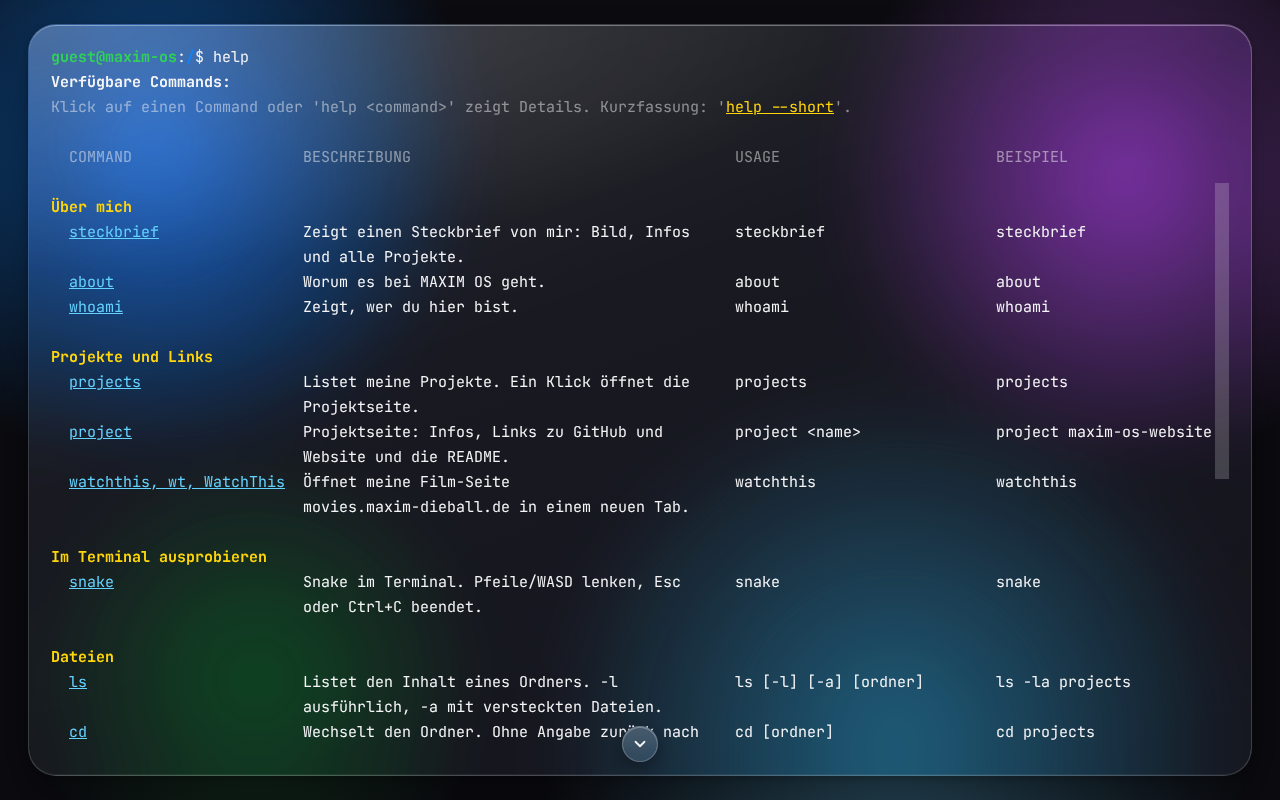 guest@maxim-os:/$ help
Verfügbare Commands:
Klick auf einen Command oder 'help <command>' zeigt Details. Kurzfassung: 'help --short'.
COMMAND BESCHREIBUNG USAGE BEISPIEL
Über mich
steckbrief Zeigt einen Steckbrief von mir: Bild, Infos steckbrief steckbrief
und alle Projekte.
about Worum es bei MAXIM OS geht. about about
whoami Zeigt, wer du hier bist. whoami whoami
Projekte und Links
projects Listet meine Projekte. Ein Klick öffnet die projects projects
Projektseite.
project Projektseite: Infos, Links zu GitHub und project <name> project maxim-os-website
Website und die README.
watchthis, wt, WatchThis Öffnet meine Film-Seite watchthis watchthis
movies.maxim-dieball.de in einem neuen Tab.
Im Terminal ausprobieren
snake Snake im Terminal. Pfeile/WASD lenken, Esc snake snake
oder Ctrl+C beendet.
Dateien
ls Listet den Inhalt eines Ordners. -l ls [-l] [-a] [ordner] ls -la projects
ausführlich, -a mit versteckten Dateien.
cd Wechselt den Ordner. Ohne Angabe zurück nach cd [ordner] cd projects